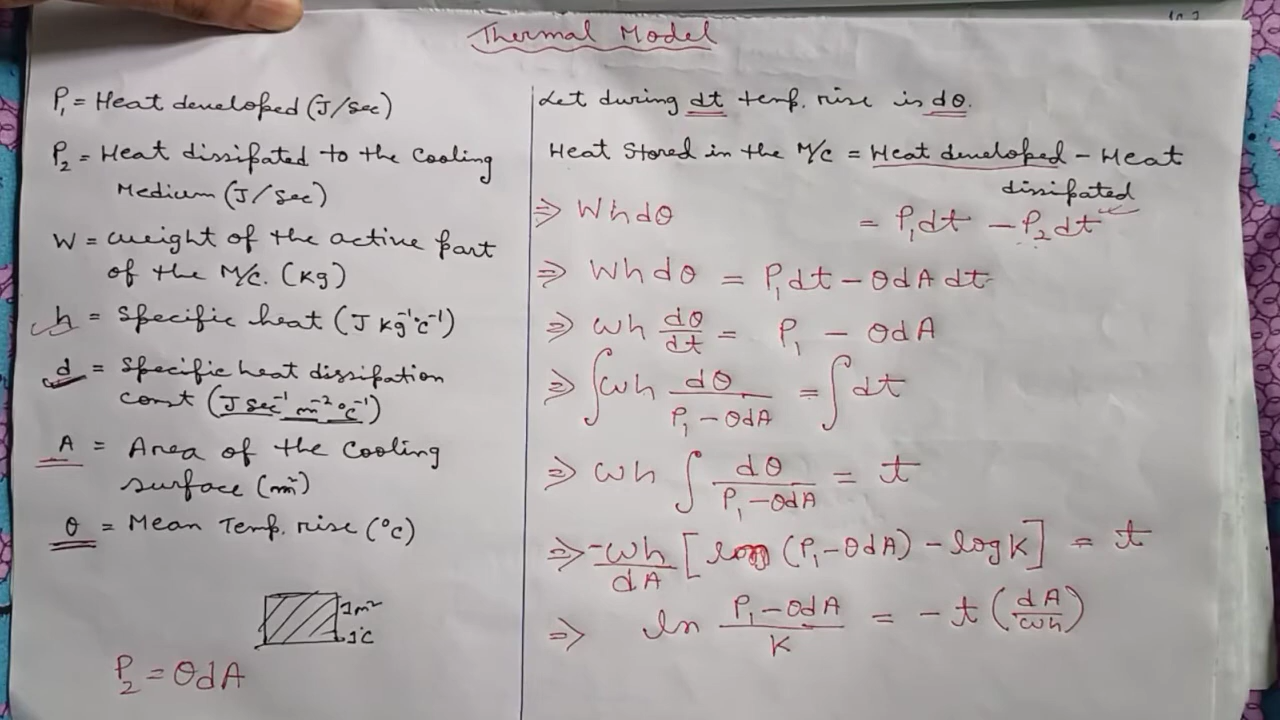 Thermal Model
P₁ = Heat developed (J/sec)
P₂ = Heat dissipated to the cooling
Medium (J/sec)
W = weight of the active part
of the M/c. (Kg)
h = Specific heat (J Kg⁻¹ °c⁻¹)
d = Specific heat dissipation
const (J sec⁻¹ m⁻² °c⁻¹)
A = Area of the cooling
surface (m²)
θ = Mean Temp. rise (°c)
1m²
1°C
P₂ = θdA
Let during dt temp. rise is dθ.
Heat Stored in the M/c = Heat developed - Heat
dissipated
⇒ Whdθ = P₁dt - P₂dt
⇒ Whdθ = P₁dt - θdAdt
⇒ Wh dθ/dt = P₁ - θdA
⇒ ∫Wh dθ/(P₁ - θdA) = ∫dt
⇒ Wh ∫ dθ/(P₁ - θdA) = t
⇒ -Wh/dA [log (P₁ - θdA) - log K] = t
⇒ ln (P₁ - θdA)/K = -t (dA/Wh)